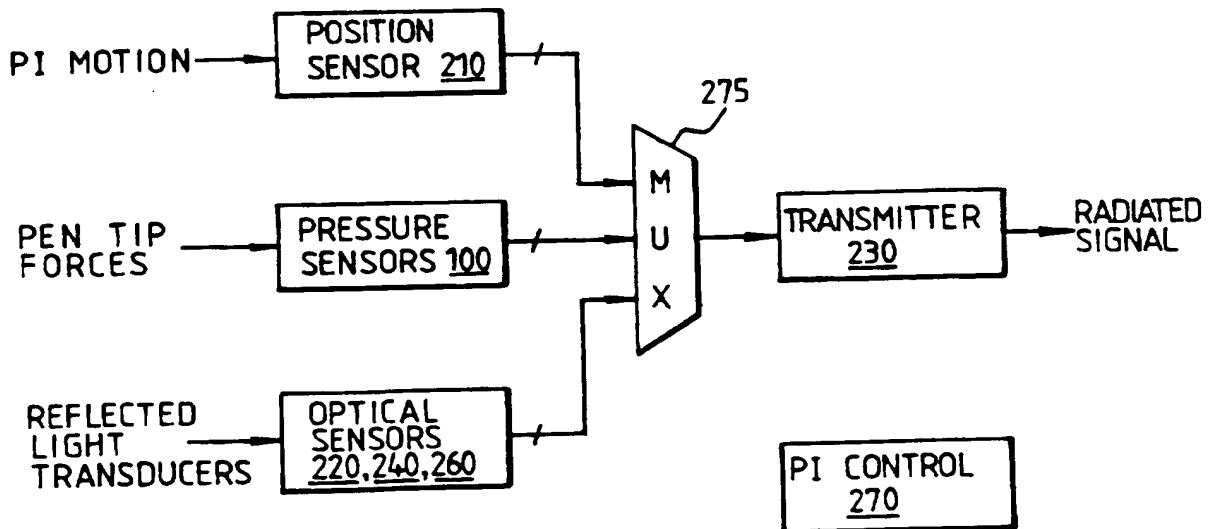 PI MOTION
POSITION
SENSOR 210
275
PEN TIP
FORCES
PRESSURE
SENSORS 100
M
U
X
TRANSMITTER
230
RADIATED
SIGNAL
REFLECTED
LIGHT
TRANSDUCERS
OPTICAL
SENSORS
220, 240, 260
PI CONTROL
270